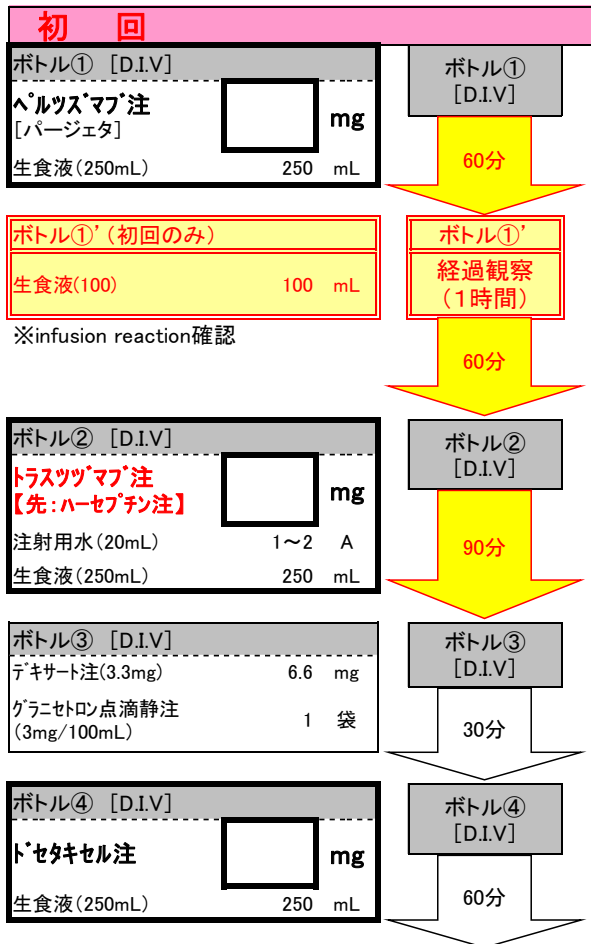 初　回
ボトル① [D.I.V]
ﾍﾟﾙﾂｽﾞﾏﾌﾞ注
[パージェタ]
mg
生食液(250mL) 250 mL
ボトル①
[D.I.V]
60分
ボトル①’(初回のみ)
生食液(100) 100 mL
※infusion reaction確認
ボトル①’
経過観察
(1時間)
60分
ボトル② [D.I.V]
ﾄﾗｽﾂﾂﾞﾏﾌﾞ注
【先：ﾊｰｾﾌﾟﾁﾝ注】
mg
注射用水(20mL) 1～2 A
生食液(250mL) 250 mL
ボトル②
[D.I.V]
90分
ボトル③ [D.I.V]
ﾃﾞｷｻｰﾄ注(3.3mg) 6.6 mg
ｸﾞﾗﾆｾﾄﾛﾝ点滴静注
(3mg/100mL)
1 袋
ボトル③
[D.I.V]
30分
ボトル④ [D.I.V]
ﾄﾞｾﾀｷｾﾙ注
mg
生食液(250mL) 250 mL
ボトル④
[D.I.V]
60分